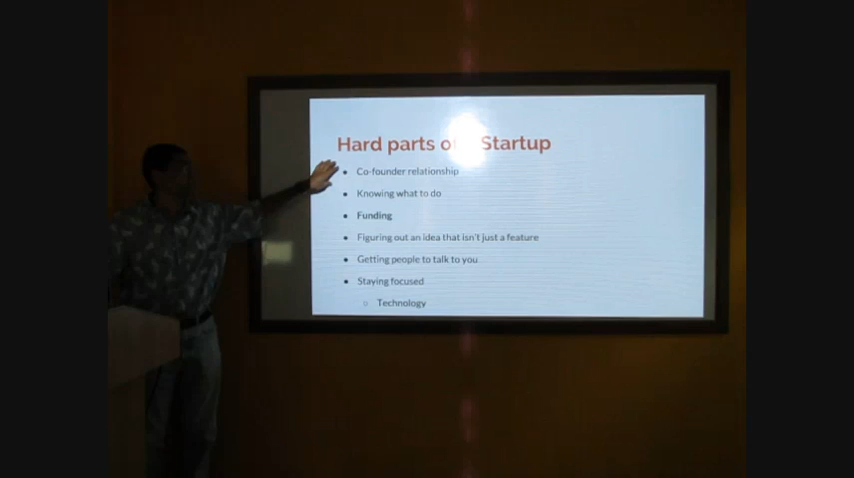 Hard parts of Startup
Co-founder relationship
Knowing what to do
Funding
Figuring out an idea that isn't just a feature
Getting people to talk to you
Staying focused
Technology